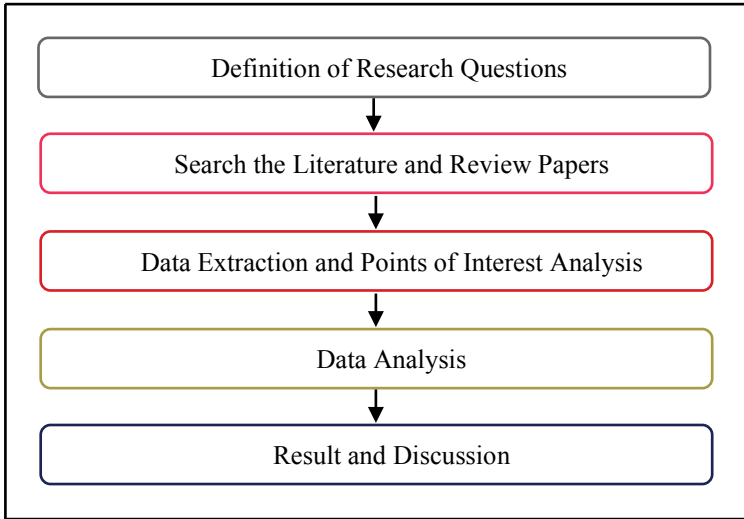 Definition of Research Questions
Search the Literature and Review Papers
Data Extraction and Points of Interest Analysis
Data Analysis
Result and Discussion